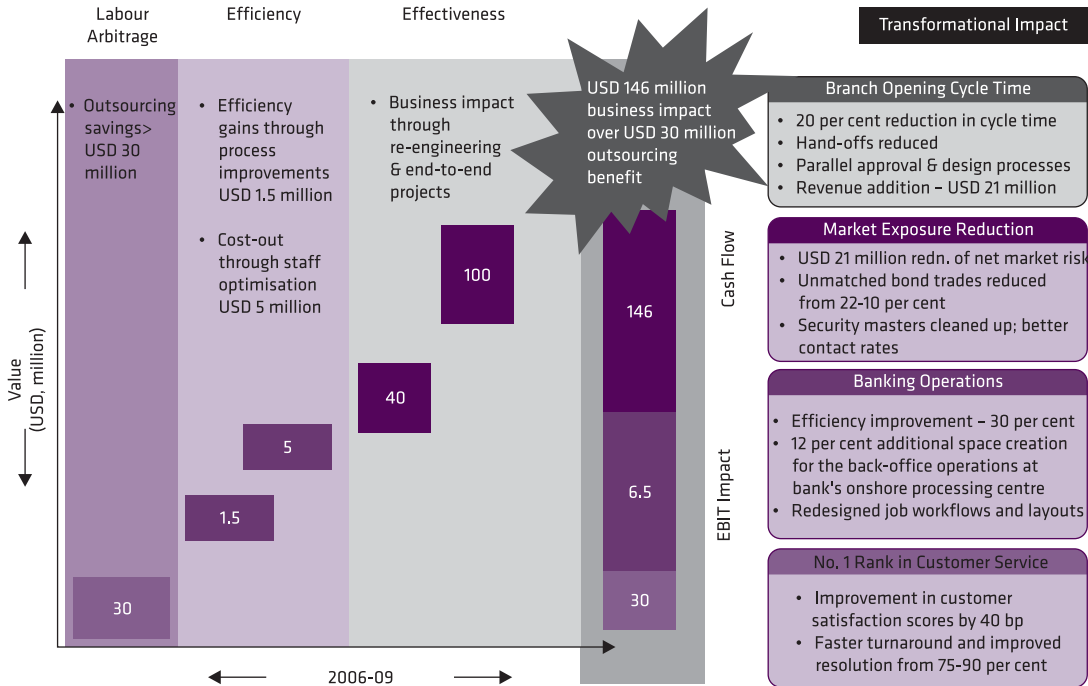 Labour
Arbitrage
Efficiency
Effectiveness
Transformational Impact
• Outsourcing
savings>
USD 30
million
• Efficiency
gains through
process
improvements
USD 1.5 million
• Cost-out
through staff
optimisation
USD 5 million
• Business impact
through
re-engineering
& end-to-end
projects
USD 146 million
business impact
over USD 30 million
outsourcing
benefit
Value
(USD, million)
30
1.5
5
40
100
146
6.5
30
Cash Flow
EBIT Impact
2006-09
Branch Opening Cycle Time
• 20 per cent reduction in cycle time
• Hand-offs reduced
• Parallel approval & design processes
• Revenue addition – USD 21 million
Market Exposure Reduction
• USD 21 million redn. of net market risk
• Unmatched bond trades reduced
from 22-10 per cent
• Security masters cleaned up; better
contact rates
Banking Operations
• Efficiency improvement – 30 per cent
• 12 per cent additional space creation
for the back-office operations at
bank's onshore processing centre
• Redesigned job workflows and layouts
No. 1 Rank in Customer Service
• Improvement in customer
satisfaction scores by 40 bp
• Faster turnaround and improved
resolution from 75-90 per cent